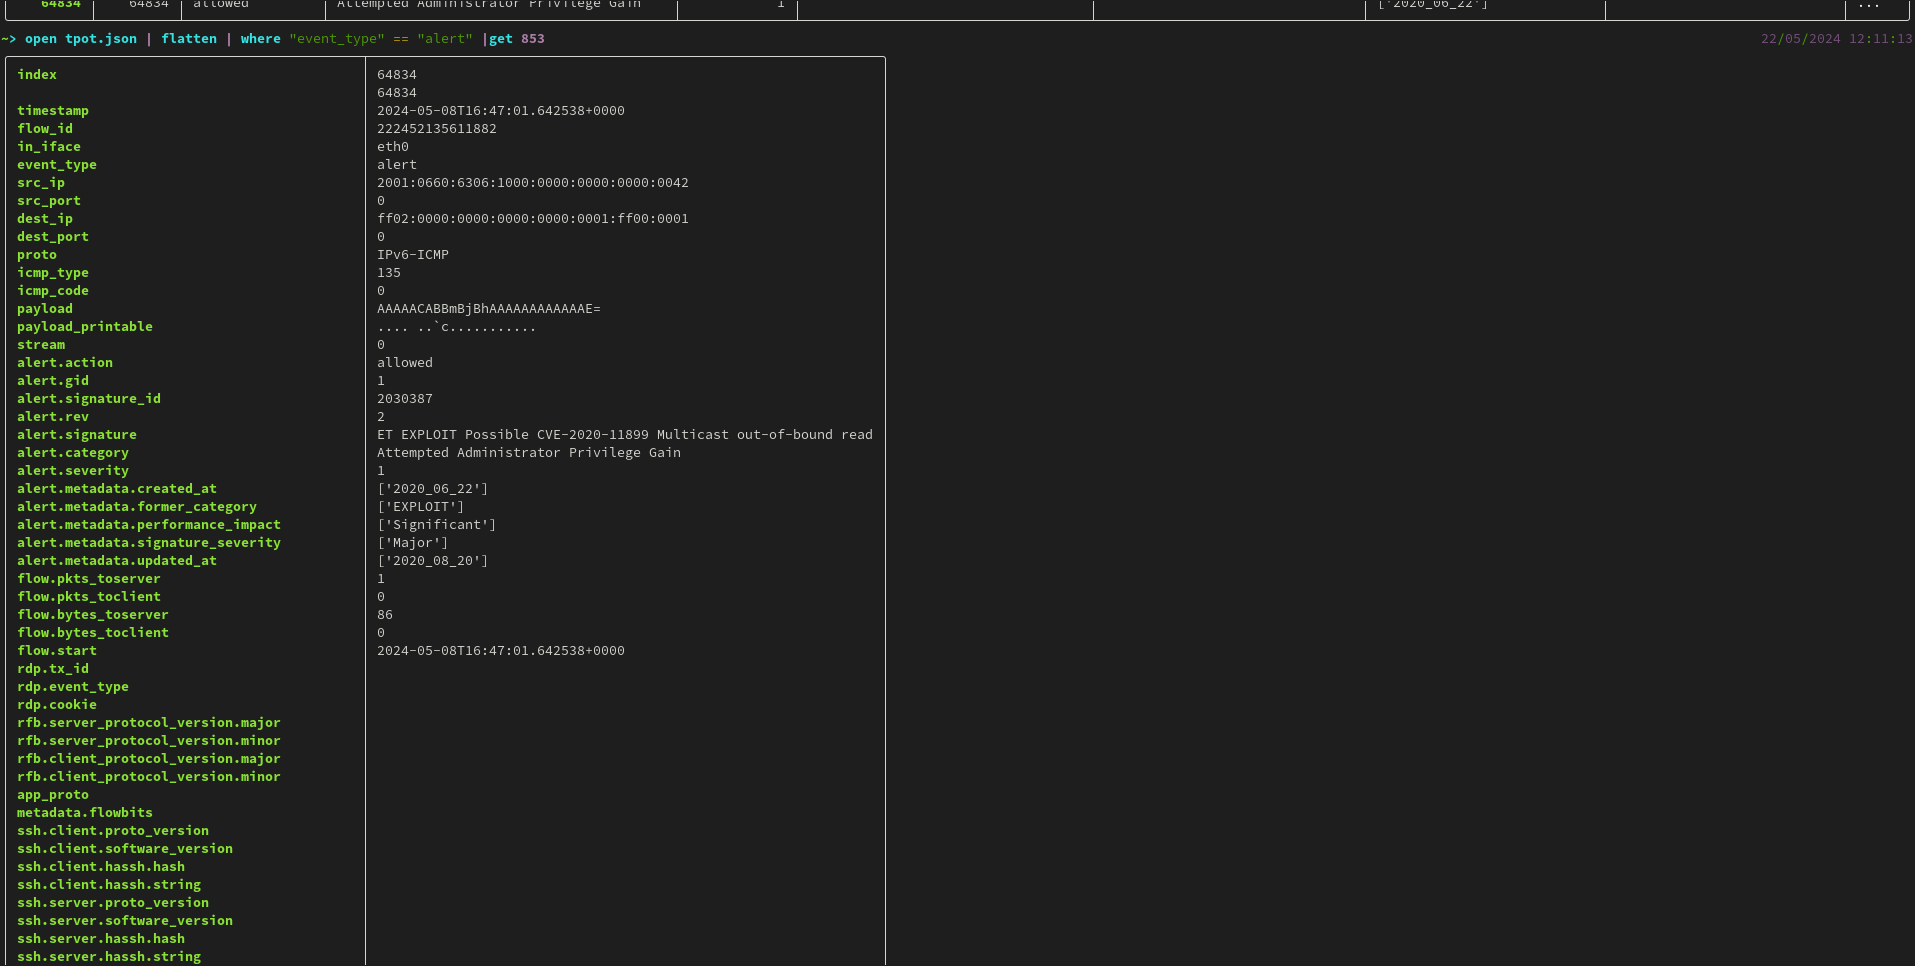 64834 64834 allowed Attempted Administrator Privilege Gain 1 ['2020_06_22'] ...
~> open tpot.json | flatten | where "event_type" == "alert" |get 853 22/05/2024 12:11:13
index 64834
64834
timestamp 2024-05-08T16:47:01.642538+0000
flow_id 222452135611882
in_iface eth0
event_type alert
src_ip 2001:0660:6306:1000:0000:0000:0000:0042
src_port 0
dest_ip ff02:0000:0000:0000:0000:0001:ff00:0001
dest_port 0
proto IPv6-ICMP
icmp_type 135
icmp_code 0
payload AAAAACABBmBjBhAAAAAAAAAAAAE=
payload_printable .... ..`c...........
stream 0
alert.action allowed
alert.gid 1
alert.signature_id 2030387
alert.rev 2
alert.signature ET EXPLOIT Possible CVE-2020-11899 Multicast out-of-bound read
alert.category Attempted Administrator Privilege Gain
alert.severity 1
alert.metadata.created_at ['2020_06_22']
alert.metadata.former_category ['EXPLOIT']
alert.metadata.performance_impact ['Significant']
alert.metadata.signature_severity ['Major']
alert.metadata.updated_at ['2020_08_20']
flow.pkts_toserver 1
flow.pkts_toclient 0
flow.bytes_toserver 86
flow.bytes_toclient 0
flow.start 2024-05-08T16:47:01.642538+0000
rdp.tx_id
rdp.event_type
rdp.cookie
rfb.server_protocol_version.major
rfb.server_protocol_version.minor
rfb.client_protocol_version.major
rfb.client_protocol_version.minor
app_proto
metadata.flowbits
ssh.client.proto_version
ssh.client.software_version
ssh.client.hassh.hash
ssh.client.hassh.string
ssh.server.proto_version
ssh.server.software_version
ssh.server.hassh.hash
ssh.server.hassh.string